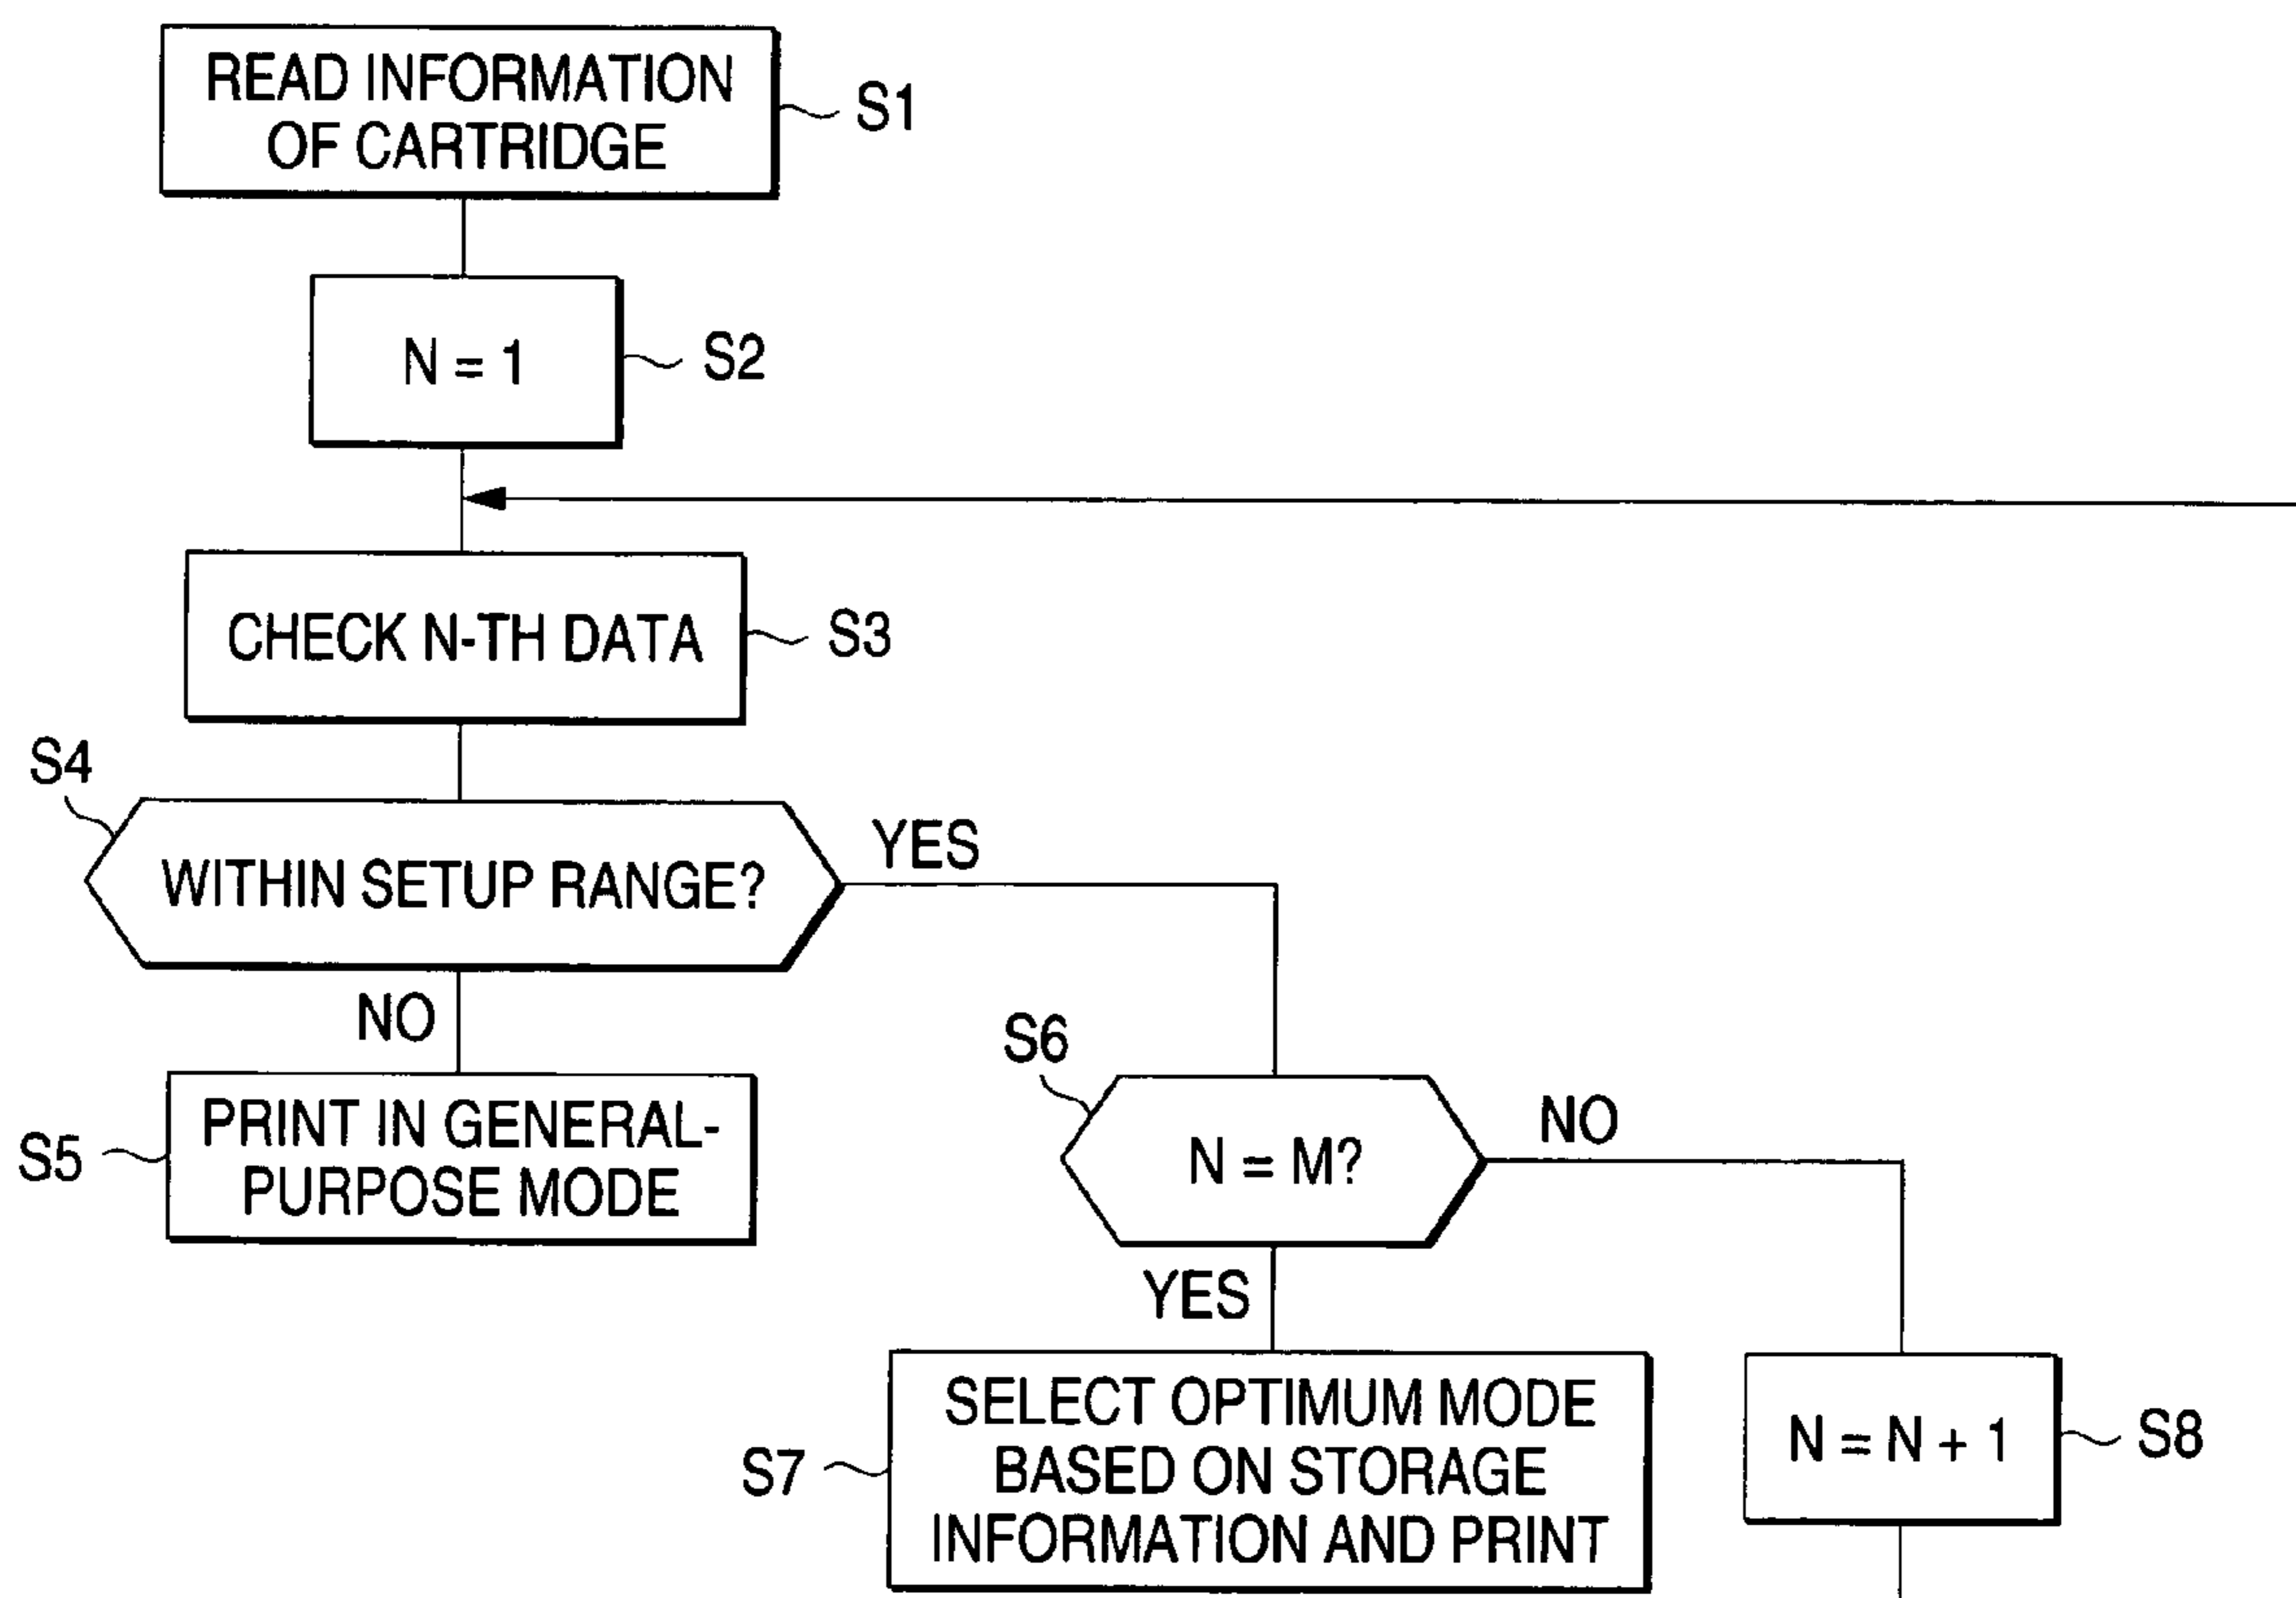 READ INFORMATION
OF CARTRIDGE
S1
N = 1
S2
CHECK N-TH DATA
S3
S4
WITHIN SETUP RANGE?
YES
NO
S5
PRINT IN GENERAL-
PURPOSE MODE
S6
N = M?
NO
YES
S7
SELECT OPTIMUM MODE
BASED ON STORAGE
INFORMATION AND PRINT
N = N + 1
S8